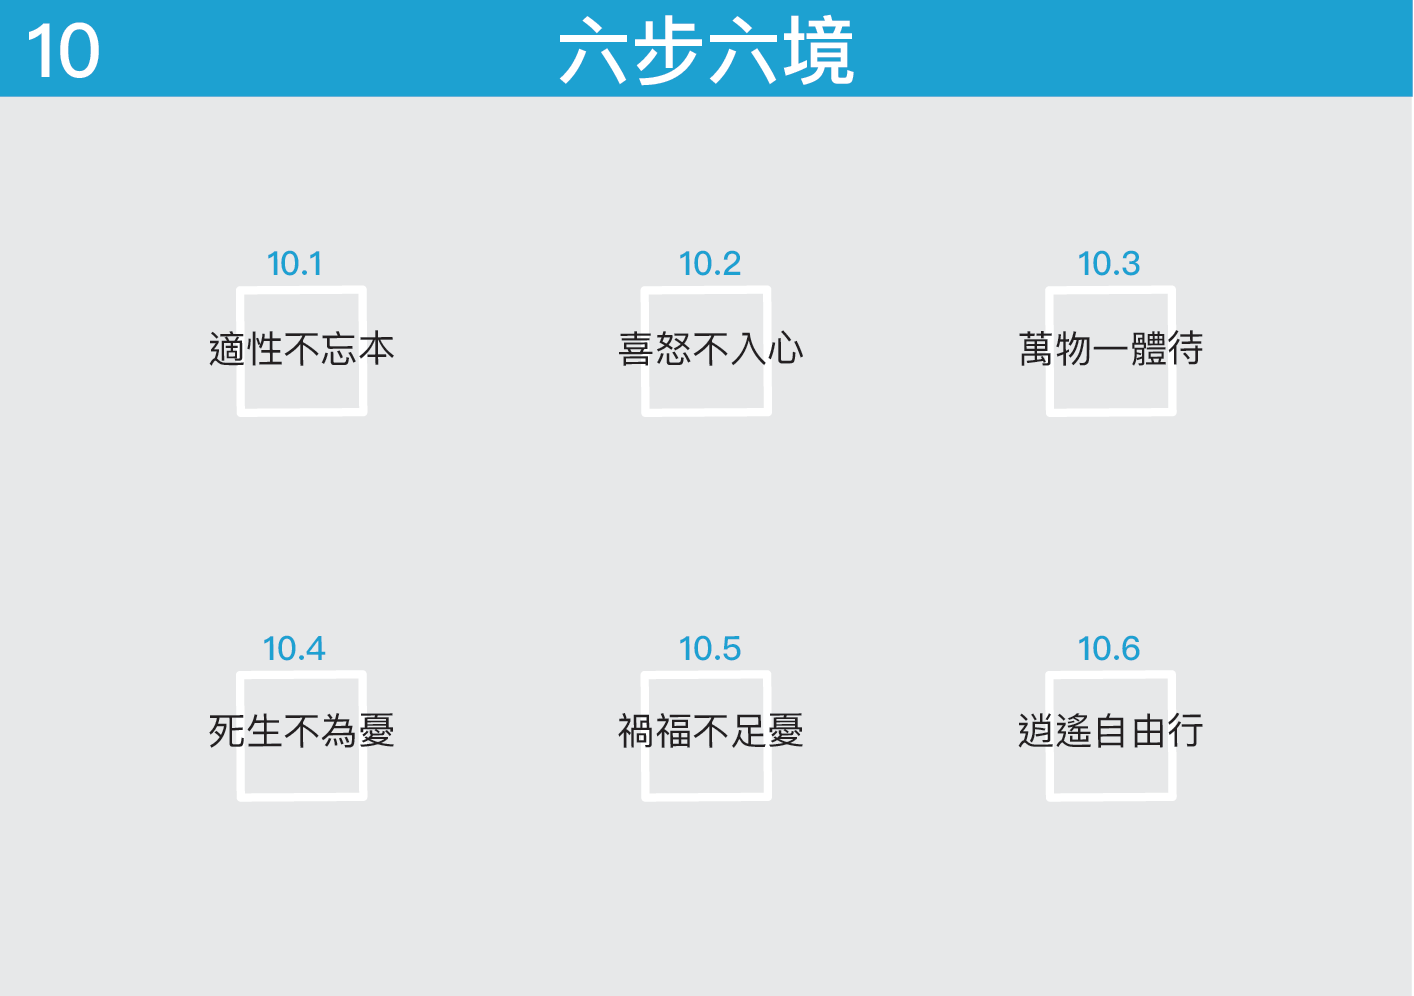 10
六步六境
10.1
適性不忘本
10.2
喜怒不入心
10.3
萬物一體待
10.4
死生不為憂
10.5
禍福不足憂
10.6
逍遙自由行